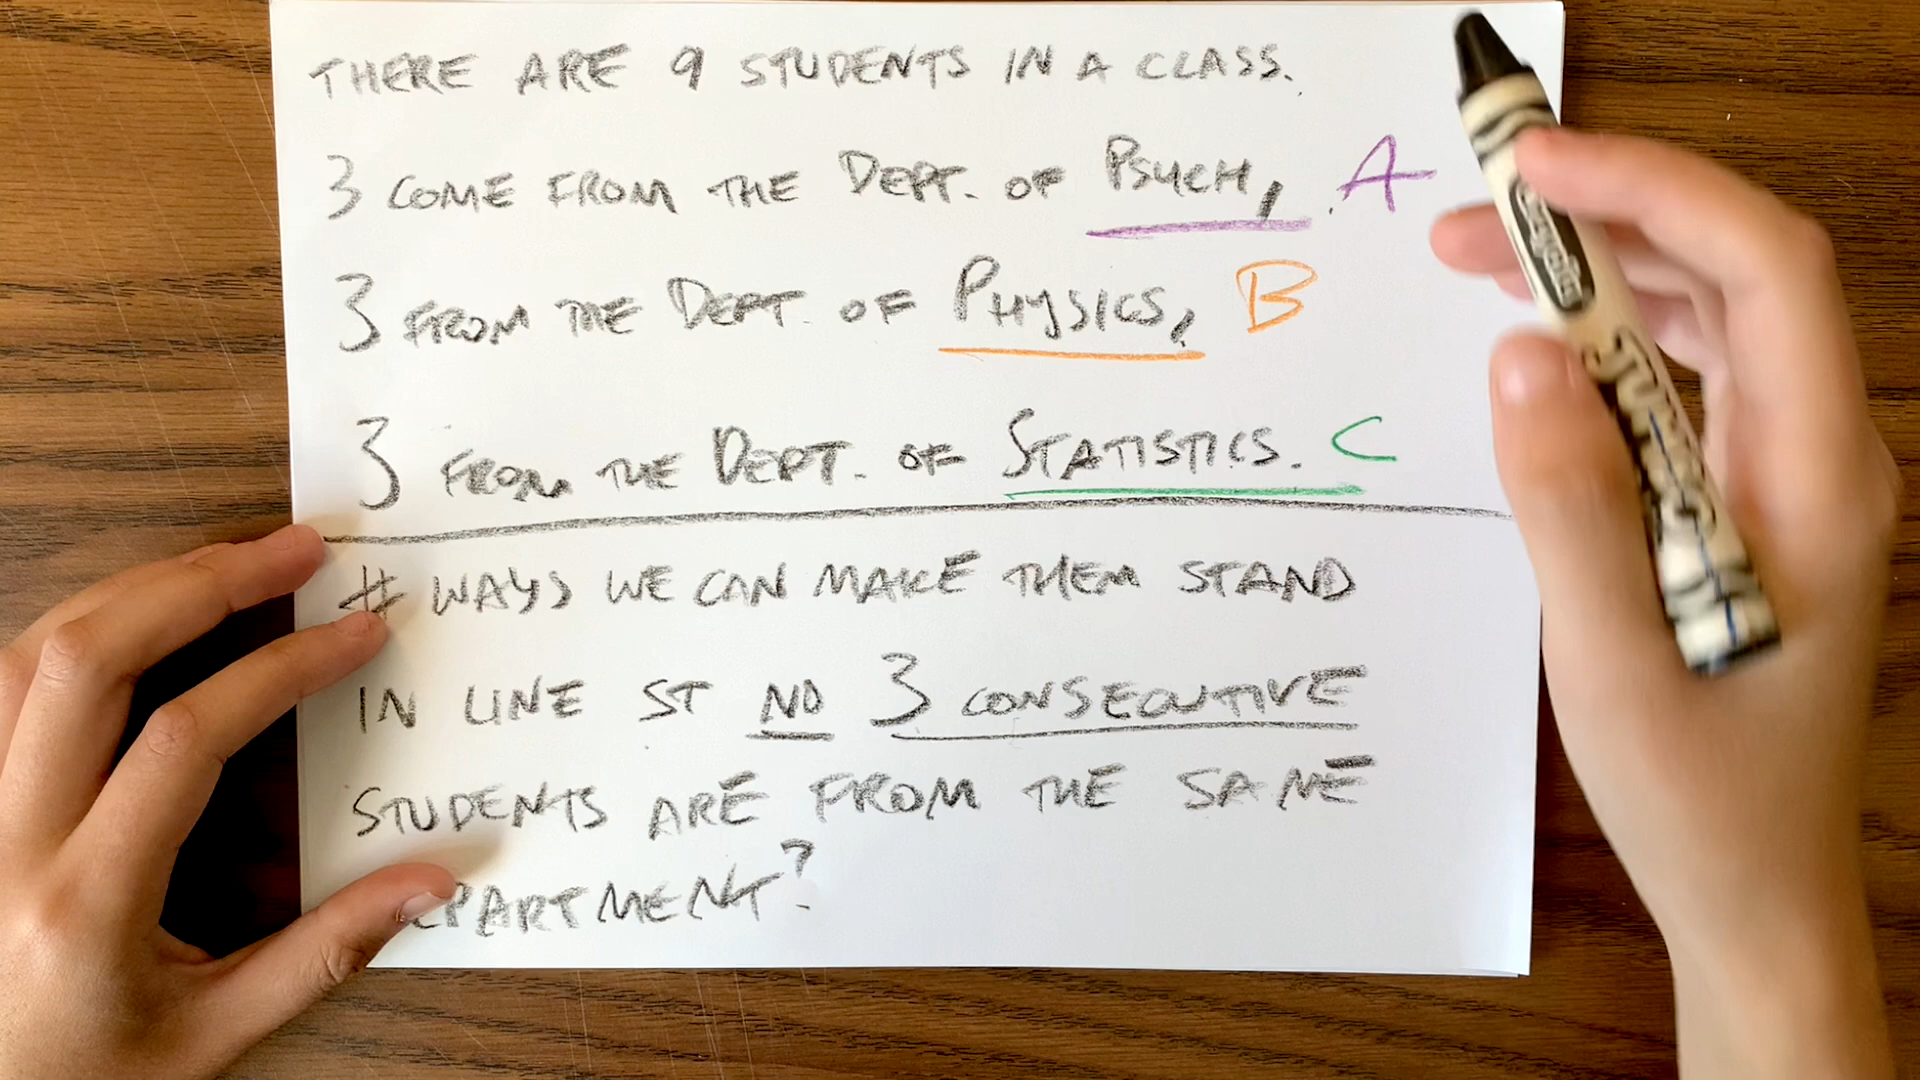 THERE ARE 9 STUDENTS IN A CLASS.
3 COME FROM THE DEPT. OF PSYCH, A
3 FROM THE DEPT. OF PHYSICS, B
3 FROM THE DEPT. OF STATISTICS. C
# WAYS WE CAN MAKE THEM STAND
IN LINE ST NO 3 CONSECUTIVE
STUDENTS ARE FROM THE SAME
EPARTMENT?
Crayola